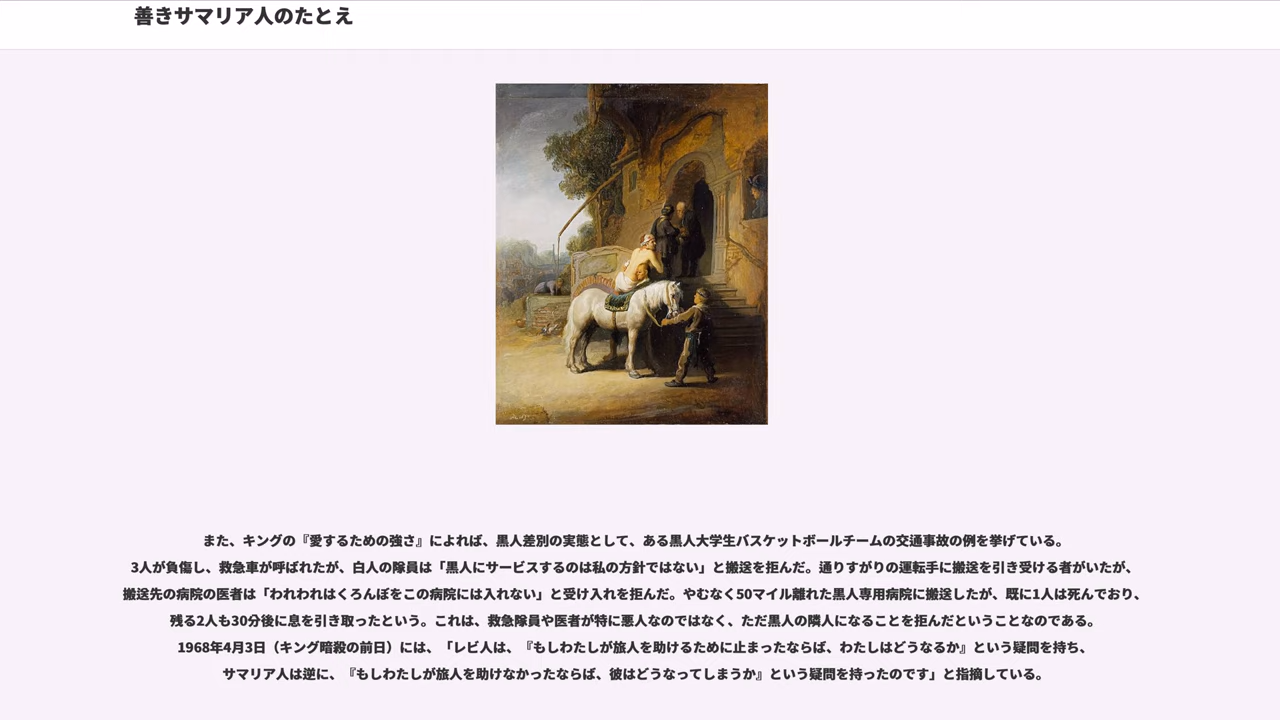 善きサマリア人のたとえ
また、キングの『愛するための強さ』によれば、黒人差別の実態として、ある黒人大学生バスケットボールチームの交通事故の例を挙げている。
3人が負傷し、救急車が呼ばれたが、白人の隊員は「黒人にサービスするのは私の方針ではない」と搬送を拒んだ。通りすがりの運転手に搬送を引き受ける者がいたが、
搬送先の病院の医者は「われわれはくろんぼをこの病院には入れない」と受け入れを拒んだ。やむなく50マイル離れた黒人専用病院に搬送したが、既に1人は死んでおり、
残る2人も30分後に息を引き取ったという。これは、救急隊員や医者が特に悪人なのではなく、ただ黒人の隣人になることを拒んだということなのである。
1968年4月3日（キング暗殺の前日）には、「レビ人は、『もしわたしが旅人を助けるために止まったならば、わたしはどうなるか』という疑問を持ち、
サマリア人は逆に、『もしわたしが旅人を助けなかったならば、彼はどうなってしまうか』という疑問を持ったのです」と指摘している。